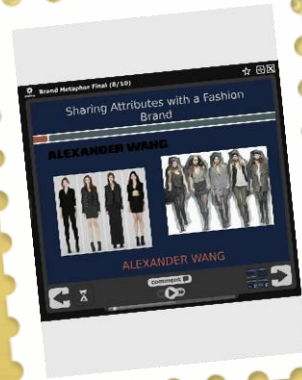 Brand Metaphor Final (8/10)
Sharing Attributes with a Fashion
Brand
ALEXANDER WANG
ALEXANDER WANG
comment